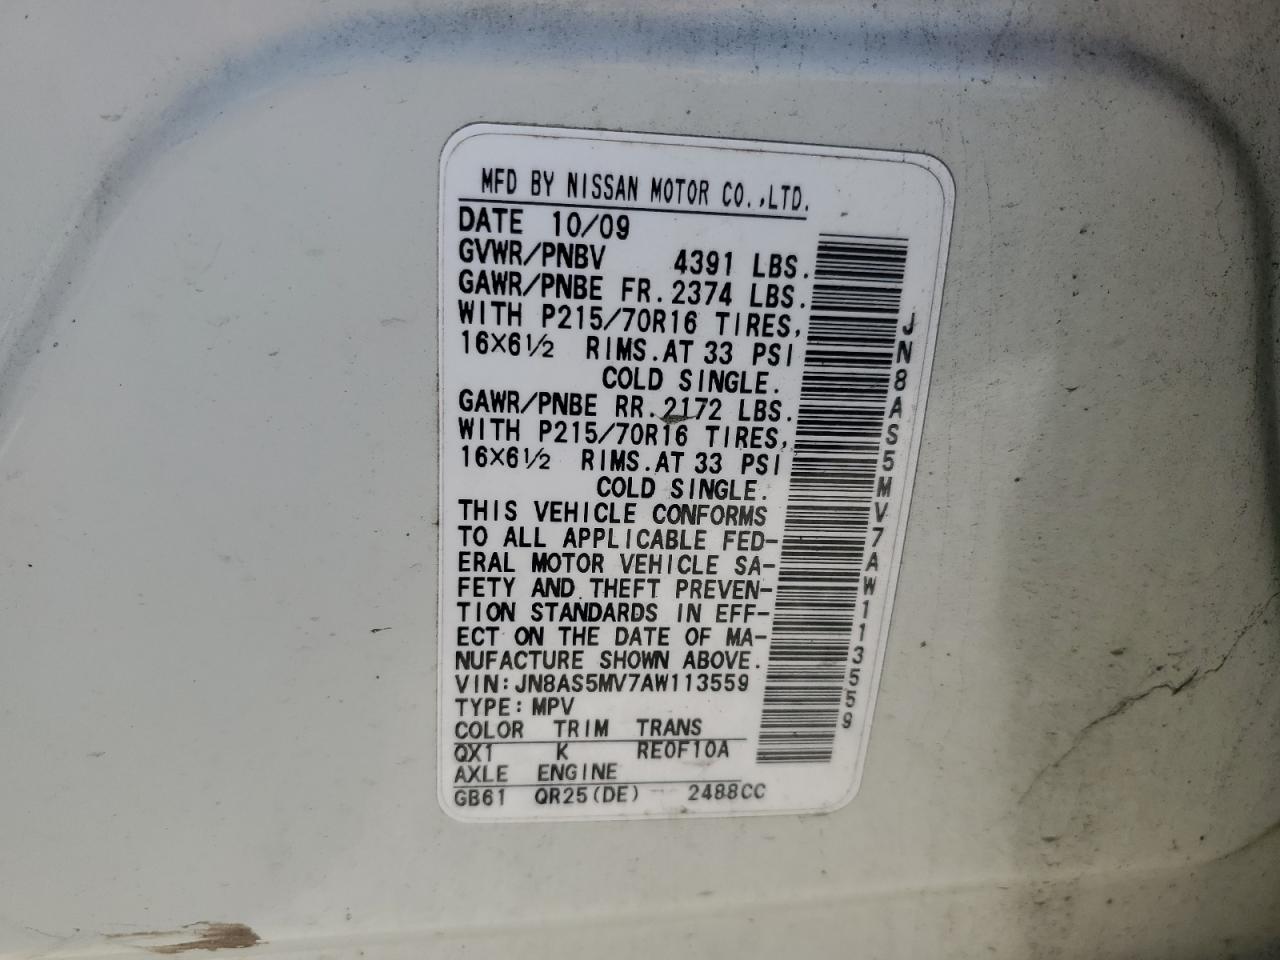 MFD BY NISSAN MOTOR CO.,LTD.
DATE 10/09
GVWR/PNBV 4391 LBS.
GAWR/PNBE FR. 2374 LBS.
WITH P215/70R16 TIRES,
16X6½ RIMS. AT 33 PSI
COLD SINGLE.
GAWR/PNBE RR. 2172 LBS.
WITH P215/70R16 TIRES,
16X6½ RIMS. AT 33 PSI
COLD SINGLE.
THIS VEHICLE CONFORMS
TO ALL APPLICABLE FED-
ERAL MOTOR VEHICLE SA-
FETY AND THEFT PREVEN-
TION STANDARDS IN EFF-
ECT ON THE DATE OF MA-
NUFACTURE SHOWN ABOVE.
VIN: JN8AS5MV7AW113559
TYPE: MPV
COLOR TRIM TRANS
QX1 K RE0F10A
AXLE ENGINE
GB61 QR25(DE) 2488CC
JN8AS5MV7AW113559